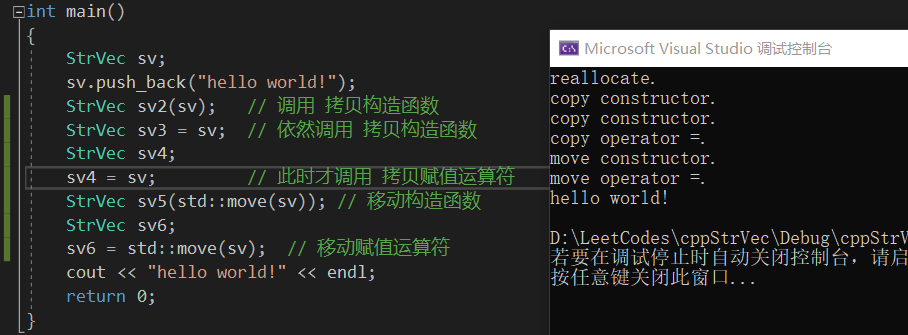 int main()
{
StrVec sv;
sv.push_back("hello world!");
StrVec sv2(sv); // 调用 拷贝构造函数
StrVec sv3 = sv; // 依然调用 拷贝构造函数
StrVec sv4;
sv4 = sv; // 此时才调用 拷贝赋值运算符
StrVec sv5(std::move(sv)); // 移动构造函数
StrVec sv6;
sv6 = std::move(sv); // 移动赋值运算符
cout << "hello world!" << endl;
return 0;
}
Microsoft Visual Studio 调试控制台
reallocate.
copy constructor.
copy constructor.
copy operator =.
move constructor.
move operator =.
hello world!
D:\LeetCodes\cppStrVec\Debug\cppStrV
若要在调试停止时自动关闭控制台，请启
按任意键关闭此窗口...